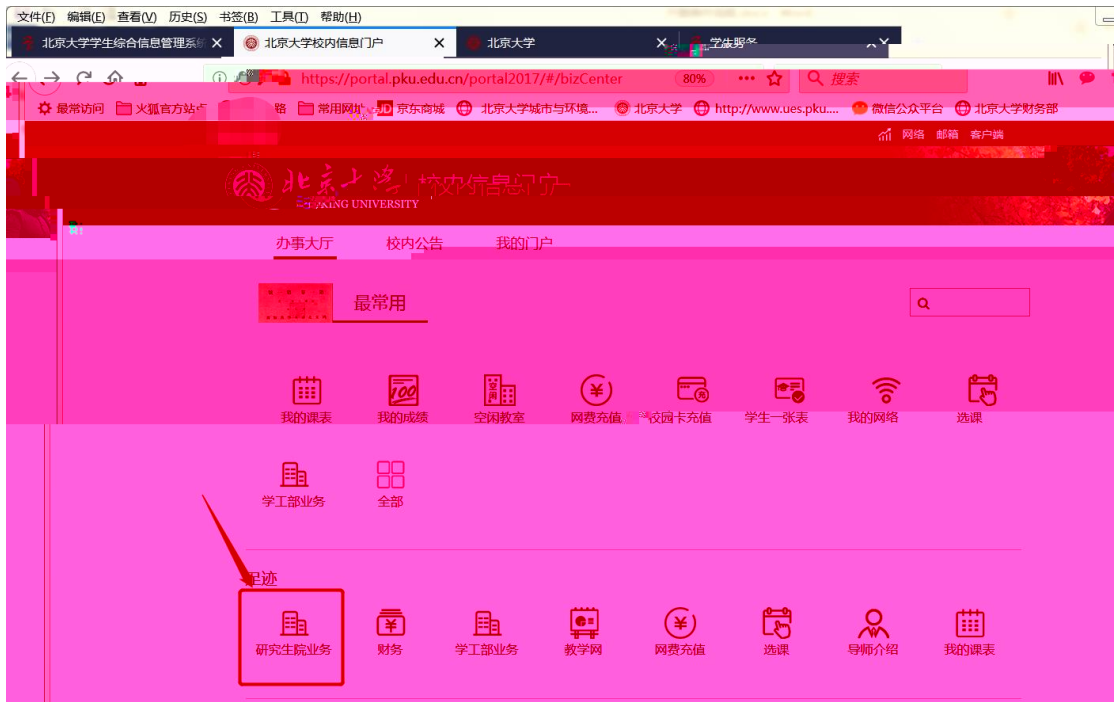 文件(F) 编辑(E) 查看(V) 历史(S) 书签(B) 工具(T) 帮助(H)
北京大学学生综合信息管理系统 北京大学校内信息门户 北京大学
https://portal.pku.edu.cn/portal2017/#/bizCenter 80% 搜索
最常访问 火狐官方站点 常用网址 京东商城 北京大学城市与环境... 北京大学 http://www.ues.pku.... 微信公众平台 北京大学财务部
网络 邮箱 客户端
北京大学 校内信息门户
PEKING UNIVERSITY
办事大厅 校内公告 我的门户
最常用
我的课表 我的成绩 空闲教室 网费充值 校园卡充值 学生一张表 我的网络 选课
学工部业务 全部
足迹
研究生院业务 财务 学工部业务 教学网 网费充值 选课 导师介绍 我的课表